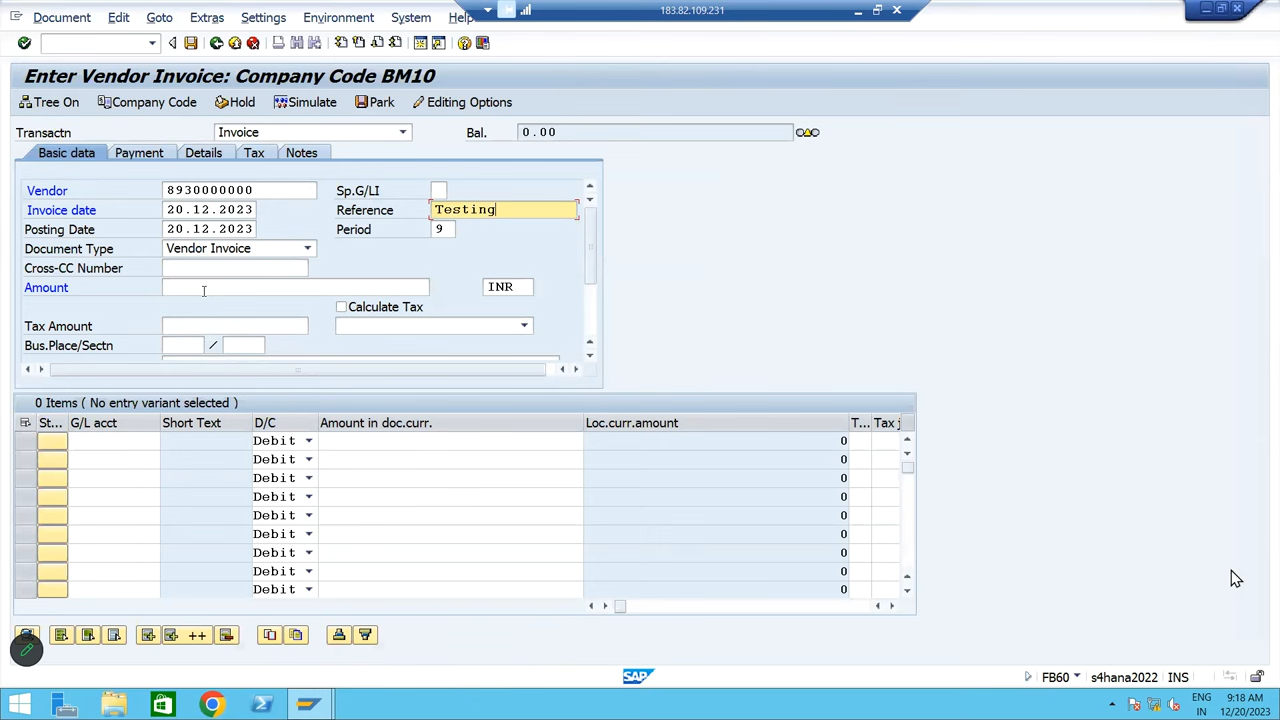 183.82.109.231
Document Edit Goto Extras Settings Environment System Help
Enter Vendor Invoice: Company Code BM10
Tree On Company Code Hold Simulate Park Editing Options
Transactn Invoice Bal. 0.00
Basic data Payment Details Tax Notes
Vendor 8930000000 Sp.G/LI
Invoice date 20.12.2023 Reference Testing
Posting Date 20.12.2023 Period 9
Document Type Vendor Invoice
Cross-CC Number
Amount INR
Calculate Tax
Tax Amount
Bus.Place/Sectn /
0 Items ( No entry variant selected )
St... G/L acct Short Text D/C Amount in doc.curr. Loc.curr.amount T... Tax j
Debit 0
Debit 0
Debit 0
Debit 0
Debit 0
Debit 0
Debit 0
Debit 0
Debit 0
SAP FB60 s4hana2022 INS
ENG 9:18 AM
IN 12/20/2023